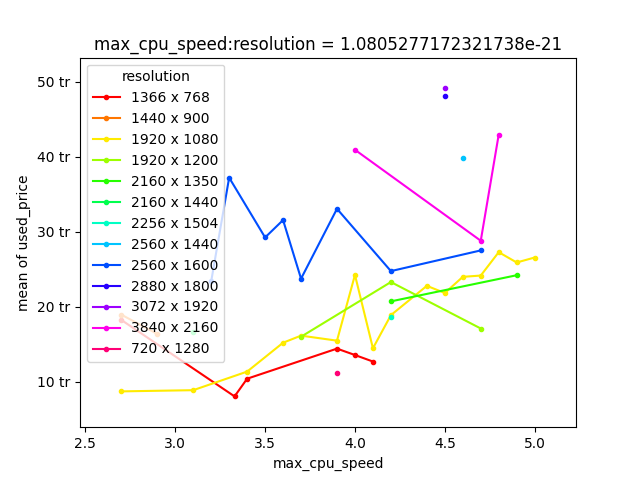 max_cpu_speed:resolution = 1.0805277172321738e-21
50 tr
40 tr
30 tr
20 tr
10 tr
mean of used_price
resolution
1366 x 768
1440 x 900
1920 x 1080
1920 x 1200
2160 x 1350
2160 x 1440
2256 x 1504
2560 x 1440
2560 x 1600
2880 x 1800
3072 x 1920
3840 x 2160
720 x 1280
2.5 3.0 3.5 4.0 4.5 5.0
max_cpu_speed